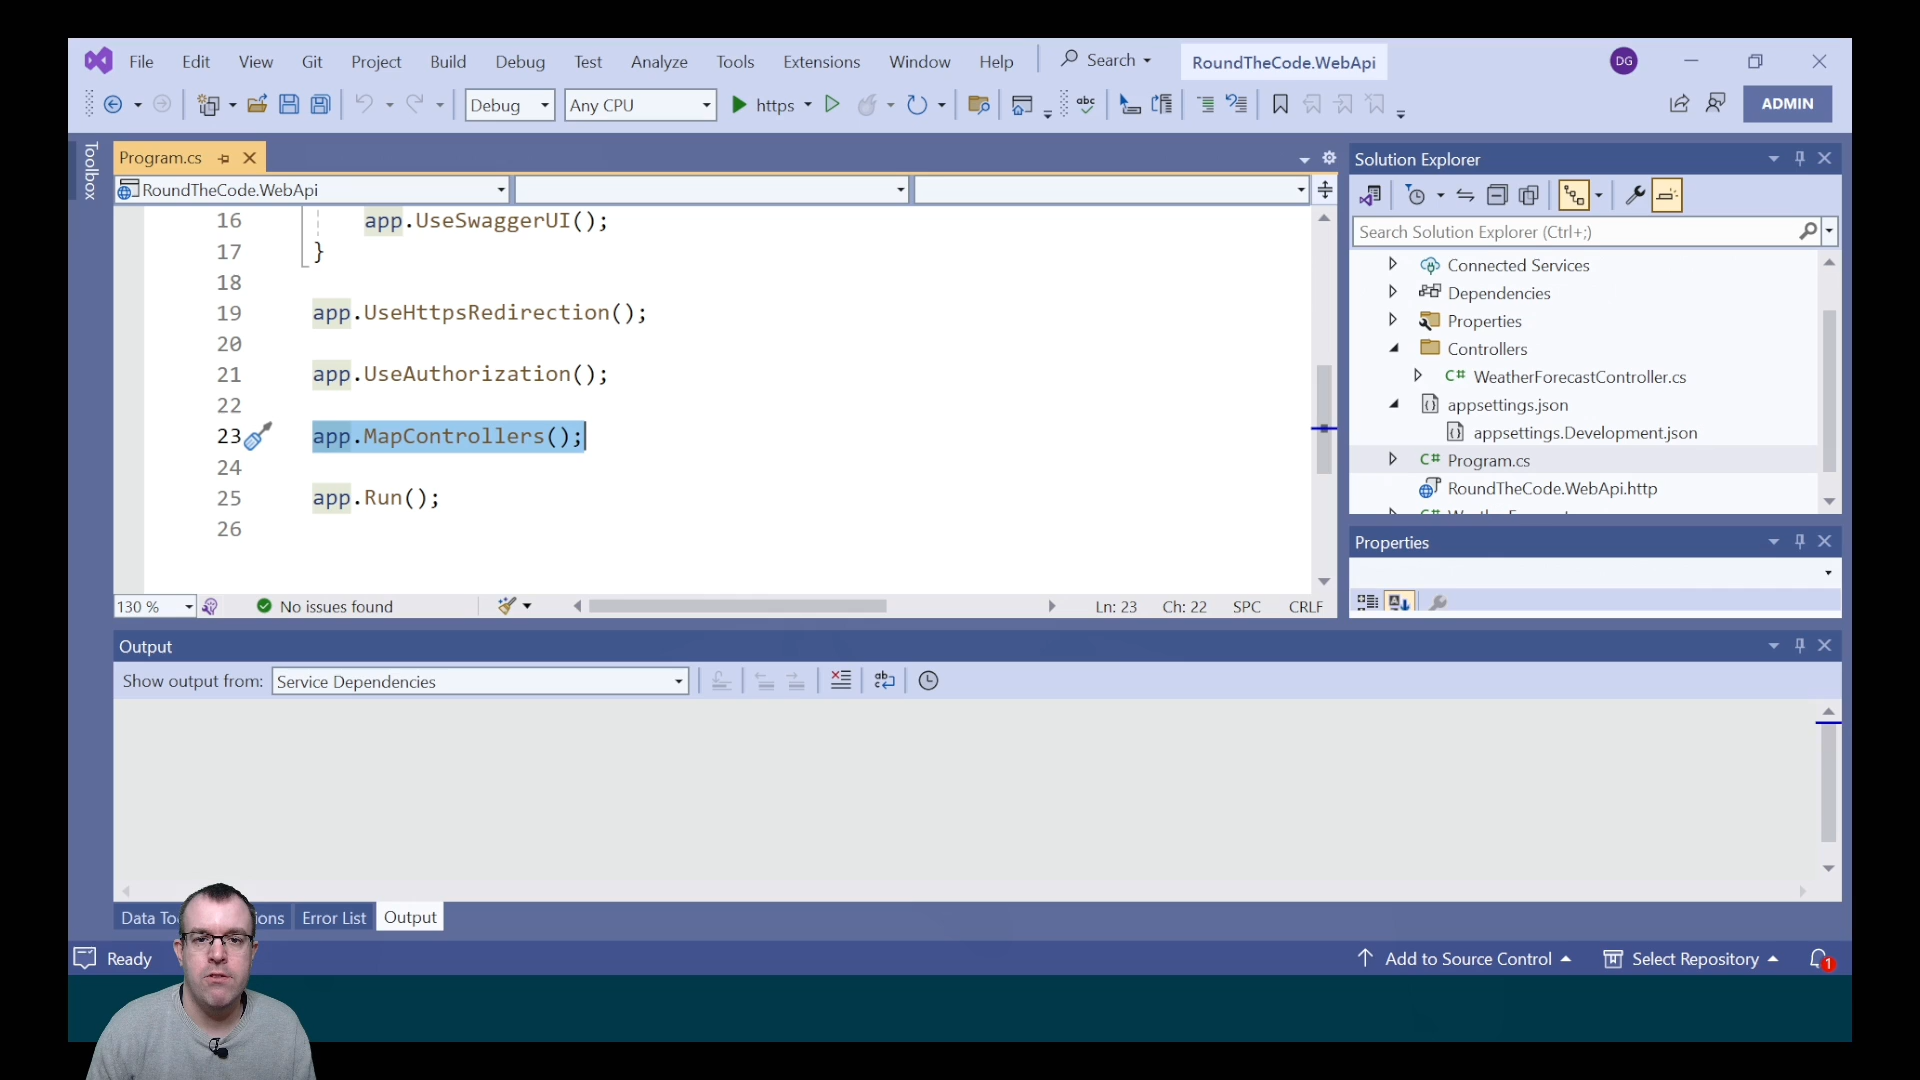 File Edit View Git Project Build Debug Test Analyze Tools Extensions Window Help Search RoundTheCode.WebApi DG
Debug Any CPU https abc ADMIN
Toolbox
Program.cs
RoundTheCode.WebApi
16 app.UseSwaggerUI();
17 }
18
19 app.UseHttpsRedirection();
20
21 app.UseAuthorization();
22
23 app.MapControllers();
24
25 app.Run();
26
130 % No issues found Ln: 23 Ch: 22 SPC CRLF
Solution Explorer
Search Solution Explorer (Ctrl+;)
Connected Services
Dependencies
Properties
Controllers
C# WeatherForecastController.cs
appsettings.json
appsettings.Development.json
C# Program.cs
RoundTheCode.WebApi.http
Properties
Output
Show output from: Service Dependencies
Data Error List Output
Ready Add to Source Control Select Repository 1